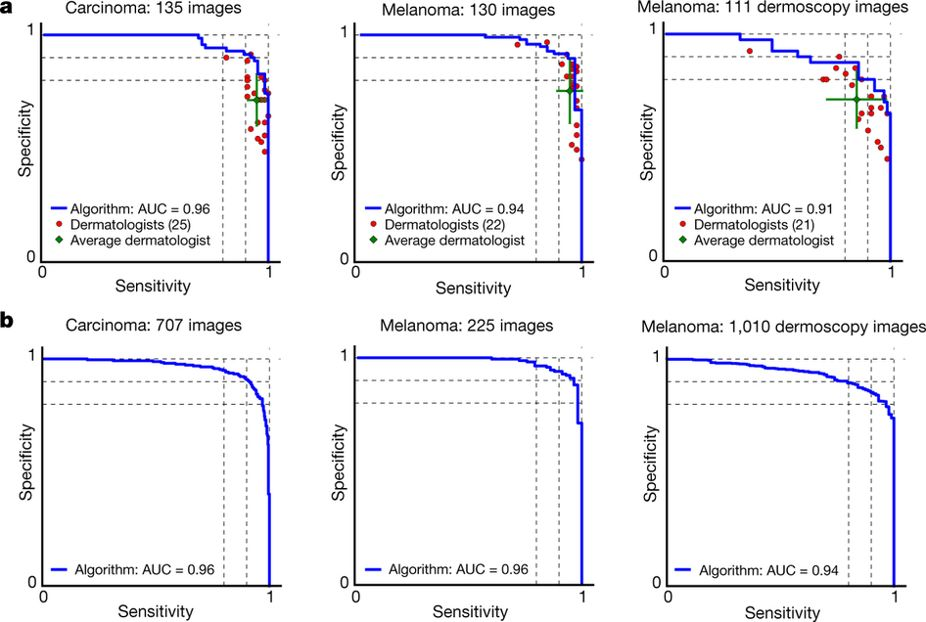 a
Carcinoma: 135 images
1
Specificity
Algorithm: AUC = 0.96
Dermatologists (25)
Average dermatologist
0
0
1
Sensitivity
Melanoma: 130 images
1
Specificity
Algorithm: AUC = 0.94
Dermatologists (22)
Average dermatologist
0
0
1
Sensitivity
Melanoma: 111 dermoscopy images
1
Specificity
Algorithm: AUC = 0.91
Dermatologists (21)
Average dermatologist
0
0
1
Sensitivity
b
Carcinoma: 707 images
1
Specificity
Algorithm: AUC = 0.96
0
0
1
Sensitivity
Melanoma: 225 images
1
Specificity
Algorithm: AUC = 0.96
0
0
1
Sensitivity
Melanoma: 1,010 dermoscopy images
1
Specificity
Algorithm: AUC = 0.94
0
0
1
Sensitivity